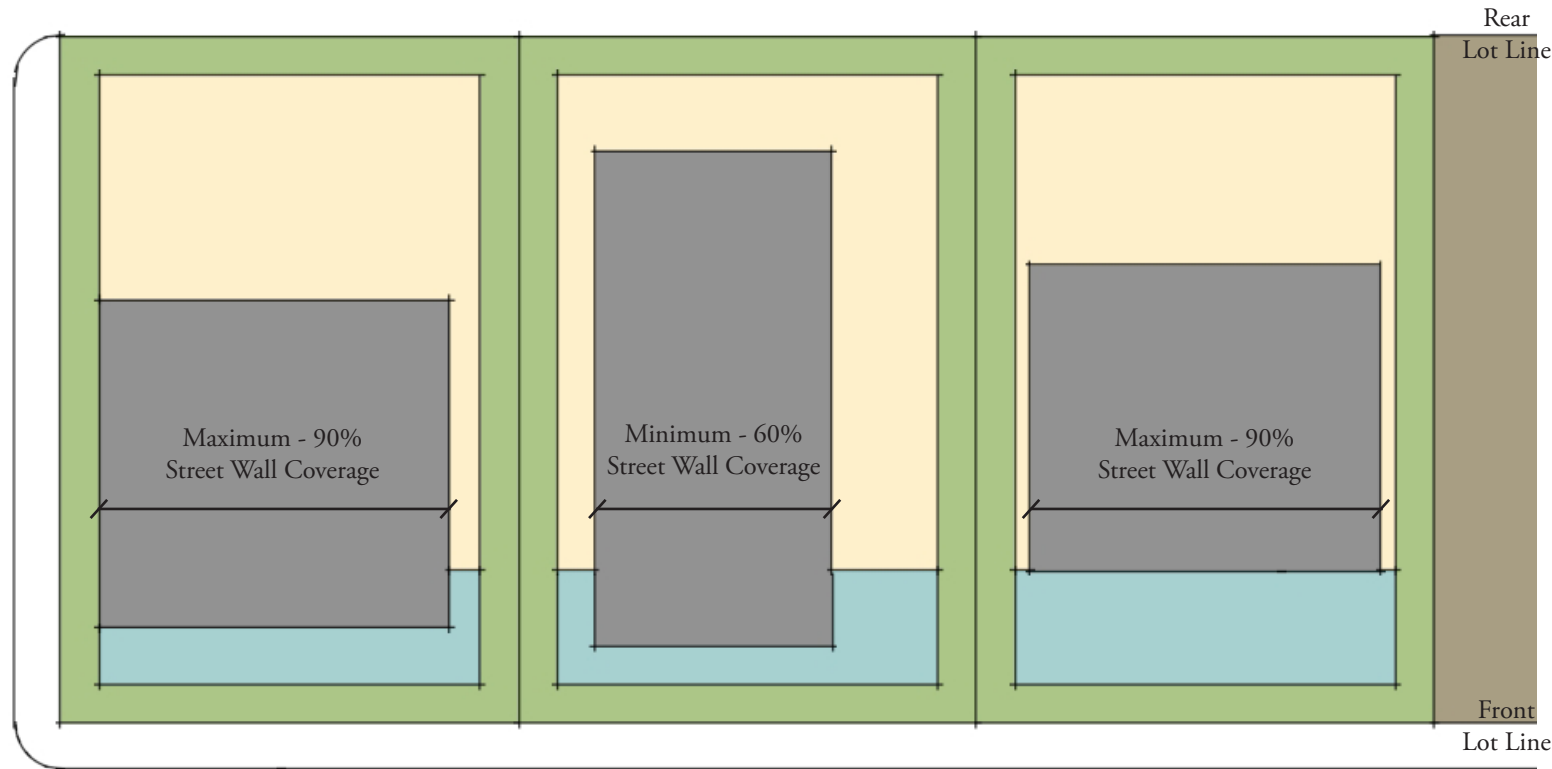 Rear
Lot Line
Maximum - 90%
Street Wall Coverage
Minimum - 60%
Street Wall Coverage
Maximum - 90%
Street Wall Coverage
Front
Lot Line